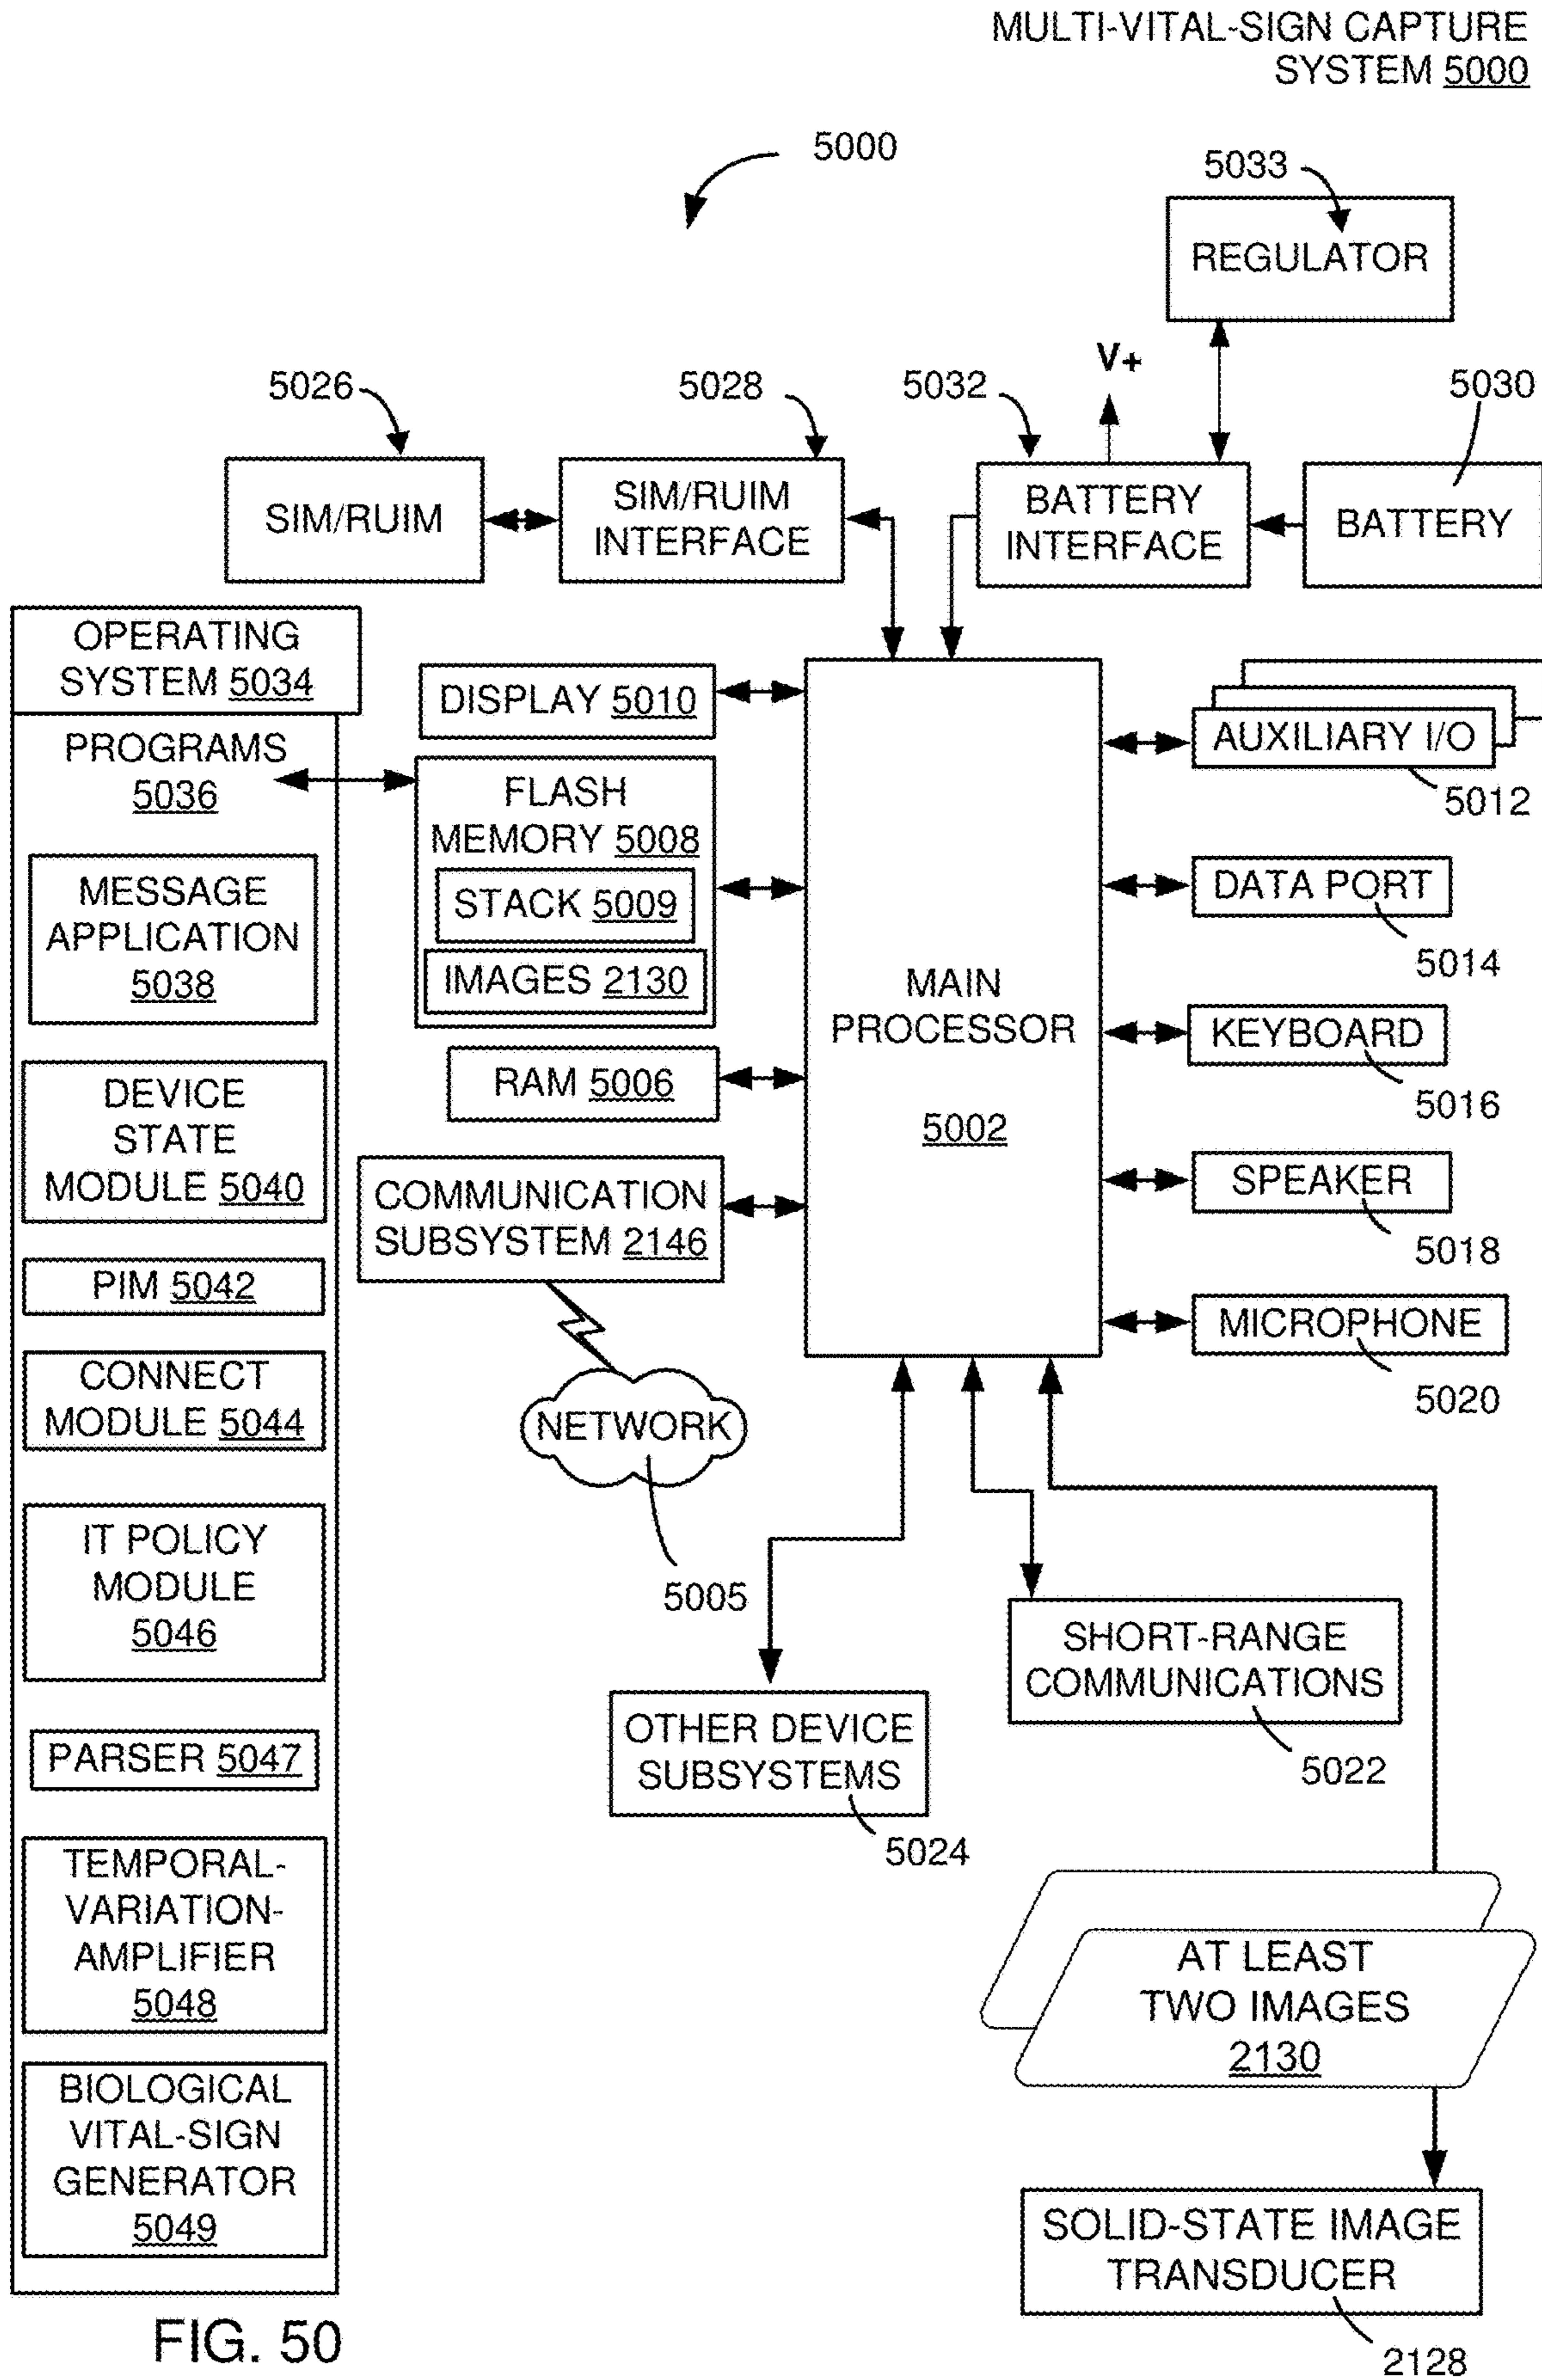 MULTI-VITAL-SIGN CAPTURE
SYSTEM 5000
5000
5033
REGULATOR
V+
5026
5028
5032
5030
SIM/RUIM
SIM/RUIM
INTERFACE
BATTERY
INTERFACE
BATTERY
OPERATING
SYSTEM 5034
PROGRAMS
5036
MESSAGE
APPLICATION
5038
DEVICE
STATE
MODULE 5040
PIM 5042
CONNECT
MODULE 5044
IT POLICY
MODULE
5046
PARSER 5047
TEMPORAL-
VARIATION-
AMPLIFIER
5048
BIOLOGICAL
VITAL-SIGN
GENERATOR
5049
DISPLAY 5010
FLASH
MEMORY 5008
STACK 5009
IMAGES 2130
RAM 5006
COMMUNICATION
SUBSYSTEM 2146
NETWORK
5005
MAIN
PROCESSOR
5002
AUXILIARY I/O
5012
DATA PORT
5014
KEYBOARD
5016
SPEAKER
5018
MICROPHONE
5020
SHORT-RANGE
COMMUNICATIONS
5022
OTHER DEVICE
SUBSYSTEMS
5024
AT LEAST
TWO IMAGES
2130
SOLID-STATE IMAGE
TRANSDUCER
2128
FIG. 50